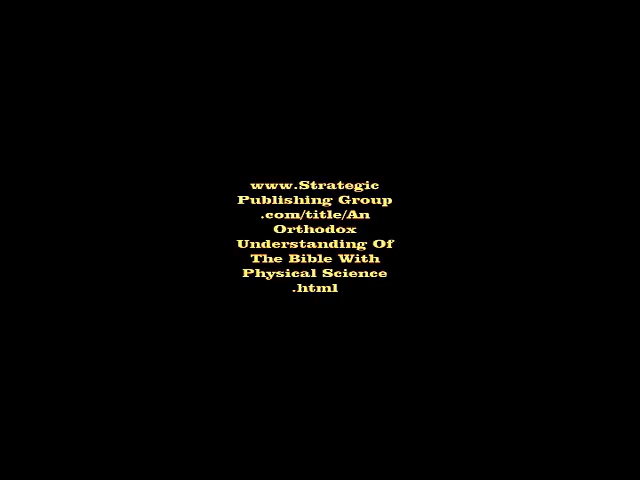 www.Strategic
Publishing Group
.com/title/An
Orthodox
Understanding Of
The Bible With
Physical Science
.html